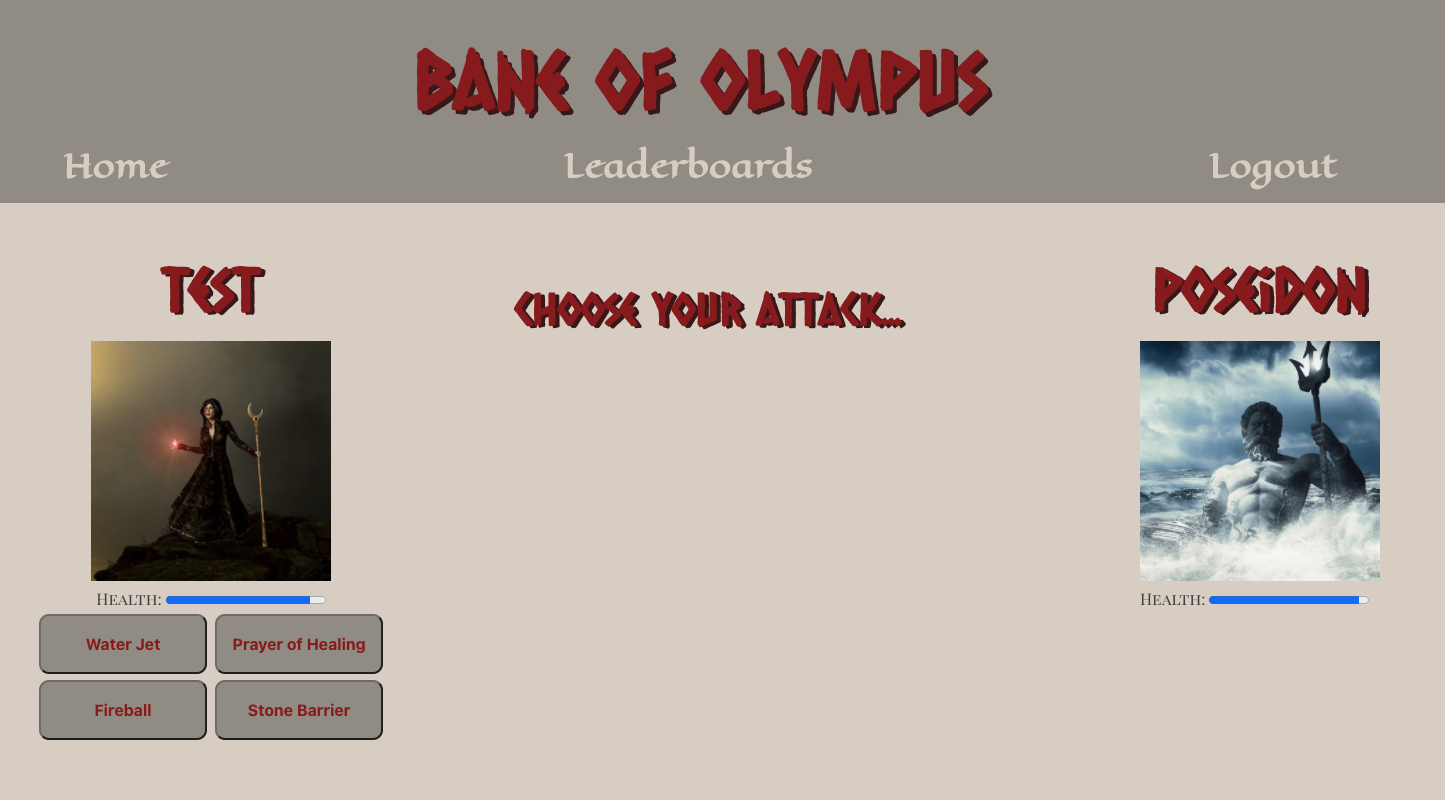 BANE OF OLYMPUS
Home
Leaderboards
Logout
TEST
CHOOSE YOUR ATTACK...
POSEiDON
Health:
Health:
Water Jet
Prayer of Healing
Fireball
Stone Barrier